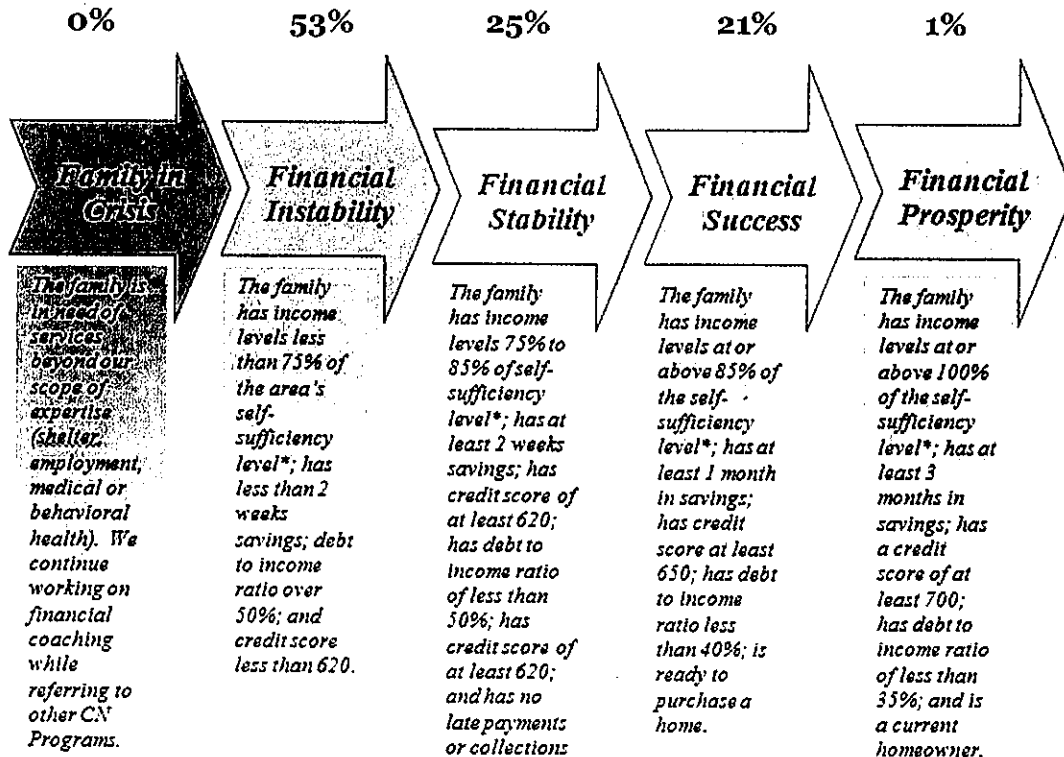 0%
53%
25%
21%
1%
Family in
Crisis
Financial
Instability
Financial
Stability
Financial
Success
Financial
Prosperity
The family is
in need of
services
beyond our
scope of
expertise
(shelter,
employment,
medical or
behavioral
health). We
continue
working on
financial
coaching
while
referring to
other CN
Programs.
The family
has income
levels less
than 75% of
the area's
self-
sufficiency
level*; has
less than 2
weeks
savings; debt
to income
ratio over
50%; and
credit score
less than 620.
The family
has income
levels 75% to
85% of self-
sufficiency
level*; has at
least 2 weeks
savings; has
credit score of
at least 620;
has debt to
income ratio
of less than
50%; has
credit score of
at least 620;
and has no
late payments
or collections
The family
has income
levels at or
above 85% of
the self-
sufficiency
level*; has at
least 1 month
in savings;
has credit
score at least
650; has debt
to income
ratio less
than 40%; is
ready to
purchase a
home.
The family
has income
levels at or
above 100%
of the self-
sufficiency
level*; has at
least 3
months in
savings; has
a credit
score of at
least 700;
has debt to
income ratio
of less than
35%; and is
a current
homeowner.